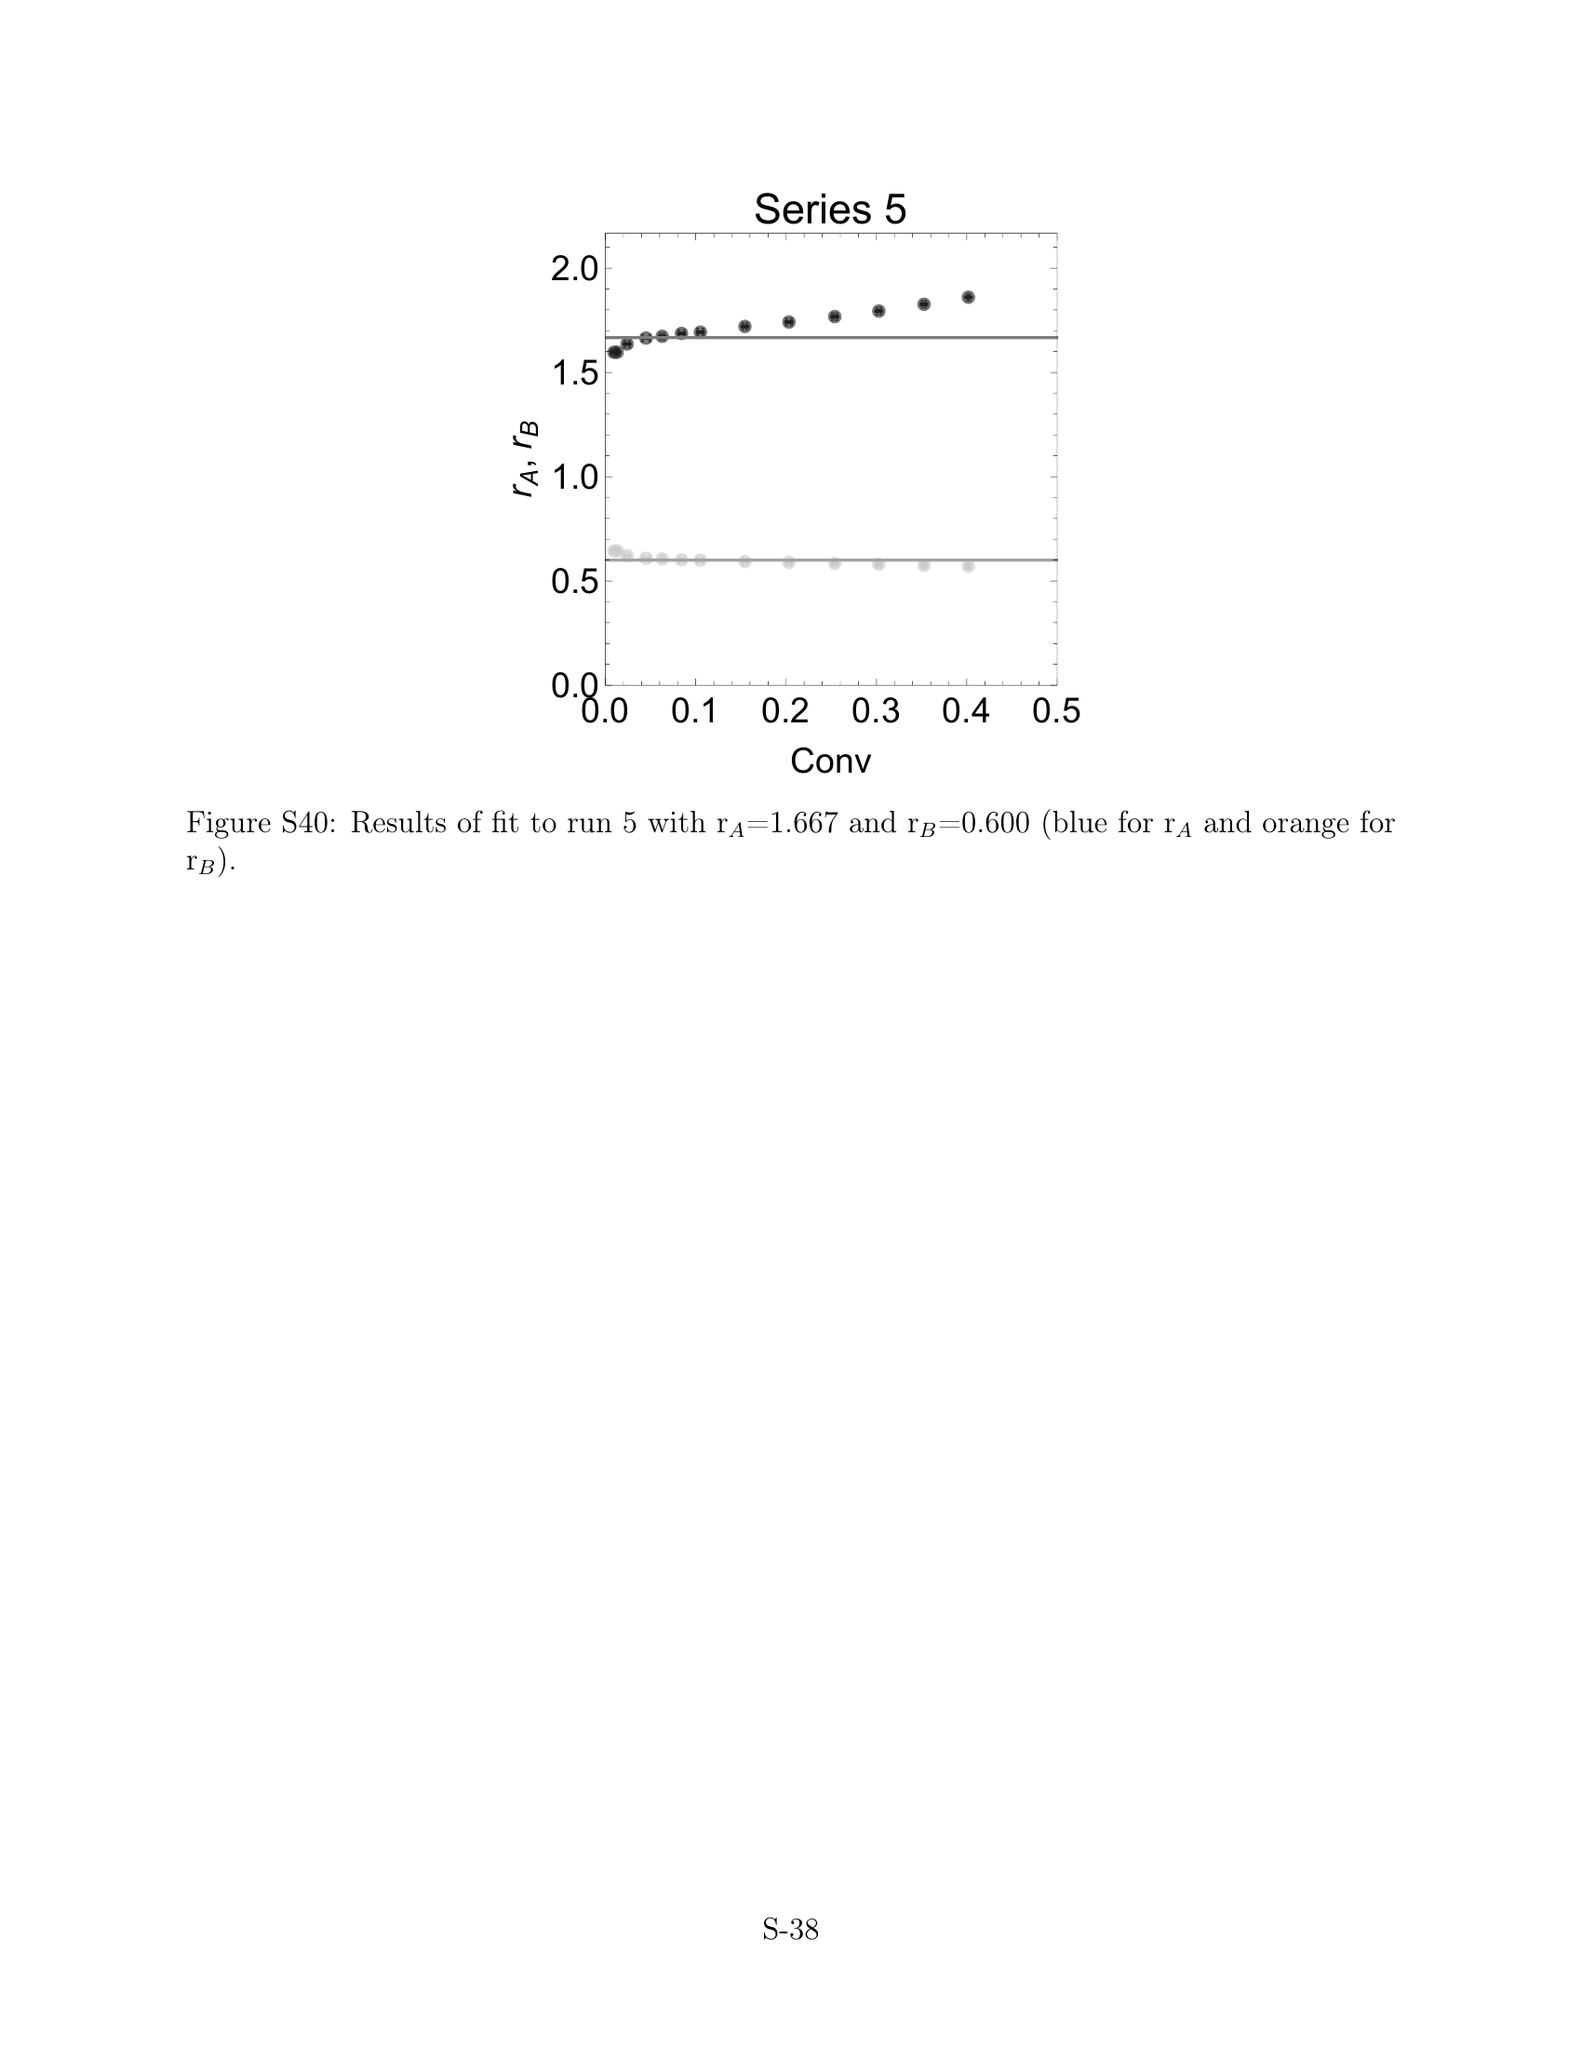 Series 5
2.0
1.5
1.0
0.5
0.0
r_A, r_B
0.0 0.1 0.2 0.3 0.4 0.5
Conv
Figure S40: Results of fit to run 5 with r_A=1.667 and r_B=0.600 (blue for r_A and orange for
r_B).
S-38